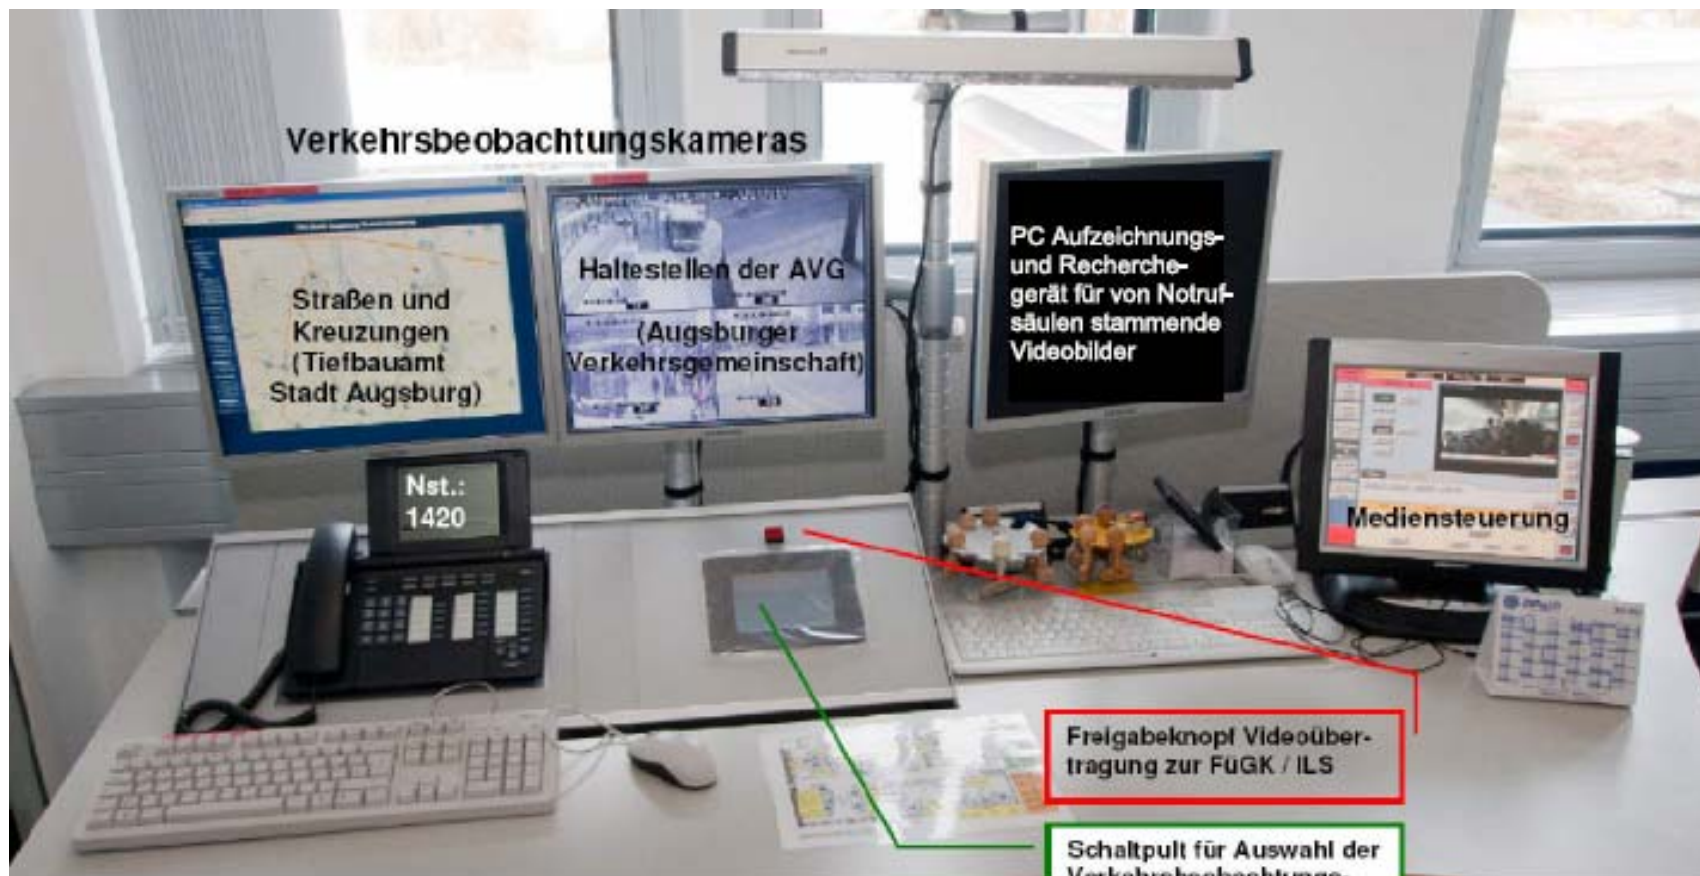 Verkehrsbeobachtungskameras
Straßen und
Kreuzungen
(Tiefbauamt
Stadt Augsburg)
Haltestellen der AVG
(Augsburger
Verkehrsgemeinschaft)
PC Aufzeichnungs-
und Recherche-
gerät für von Notruf-
säulen stammende
Videobilder
Nst.:
1420
Mediensteuerung
Freigabeknopf Videoüber-
tragung zur FüGK / ILS
Schaltpult für Auswahl der
Verkehrsbeobachtungs-